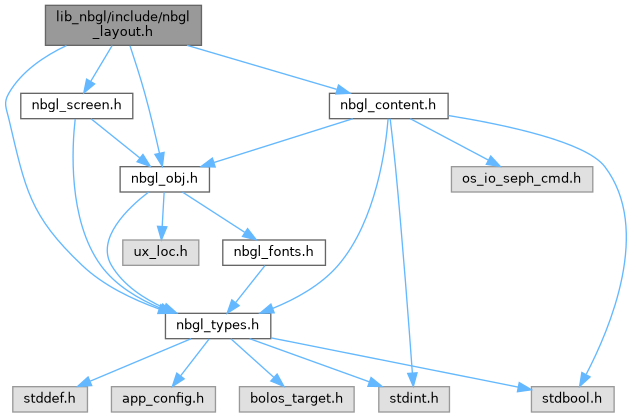 lib_nbgl/include/nbgl
_layout.h
nbgl_screen.h
nbgl_content.h
nbgl_obj.h
os_io_seph_cmd.h
ux_loc.h
nbgl_fonts.h
nbgl_types.h
stddef.h
app_config.h
bolos_target.h
stdint.h
stdbool.h